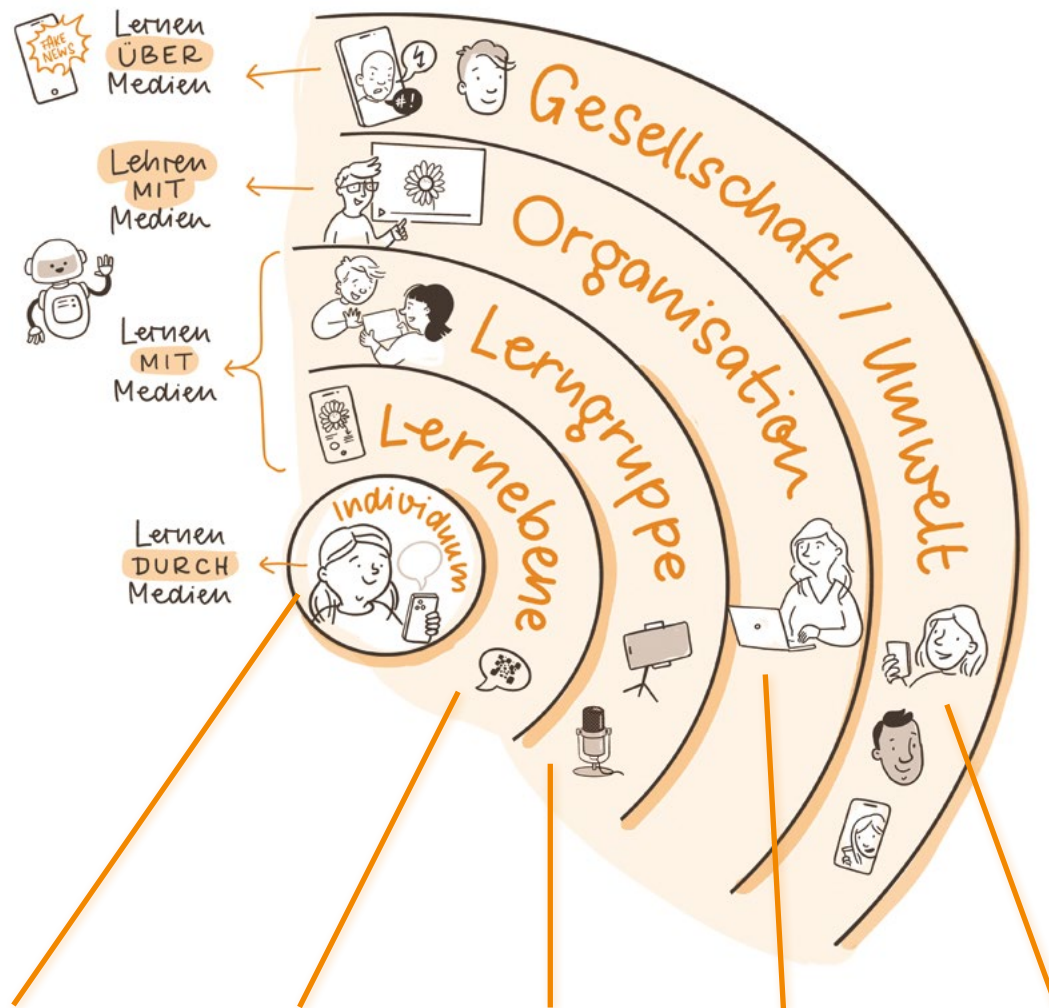 FAKE
NEWS
Lernen
ÜBER
Medien
Lehren
MIT
Medien
Lernen
MIT
Medien
Lernen
DURCH
Medien
#!
Gesellschaft / Umwelt
Organisation
Lerngruppe
Lernebene
Individuum